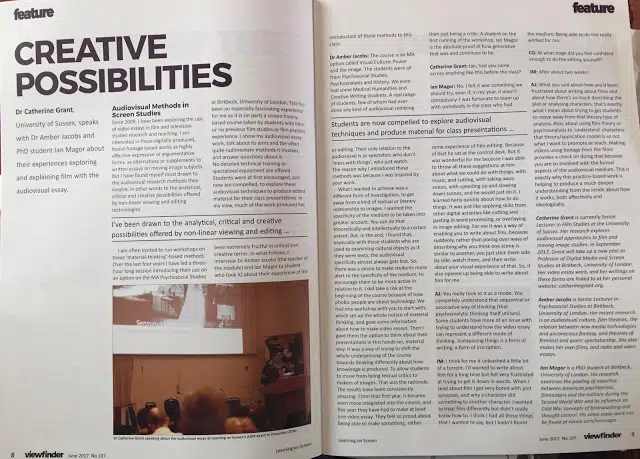 feature
CREATIVE
POSSIBILITIES
Dr Catherine Grant,
University of Sussex, speaks
with Dr Amber Jacobs and
PhD student Ian Magor about
their experiences exploring
and explaining film with the
audiovisual essay.
Audiovisual Methods in
Screen Studies
Since 2009, I have been exploring the use
of video essays in film and television
studies research and teaching. I am
interested in these digitally produced,
found footage based works as highly
effective expressive or argumentative
forms, as alternatives or supplements to
written essays on moving image subjects.
But I have found myself most drawn to
the audiovisual research methods they
involve, in other words to the analytical,
critical and creative possibilities offered
by non-linear viewing and editing
technologies.
I've been drawn to the analytical, critical and creative
possibilities offered by non-linear viewing and editing ...
I am often invited to run workshops on
these 'material thinking'-based methods.
Over the last four years I have led a three-
hour long session introducing their use on
an option on the MA Psychosocial Studies
at Birkbeck, University of London. This has
been an especially fascinating experience
for me as it is (in part) a screen theory
based course taken by students with little
or no previous film studies or film practice
experience. I show my audiovisual essay
work, talk about its aims and the often
quite rudimentary methods it involves,
and answer questions about it.
No detailed technical training or
specialized equipment are offered.
Students were at first encouraged, and
now are compelled, to explore these
audiovisual techniques to produce edited
material for their class presentations. In
my view, much of the work produced has
been extremely fruitful in critical and
creative terms. In what follows, I
interview Dr Amber Jacobs (the teacher of
the module) and Ian Magor (a student
who took it) about their experience of the
Dr Catherine Grant speaking about the audiovisual essay at Learning on Screen's AGM event in December 2016.
8
viewfinder
June 2017 No.107
Learning on Screen
feature
introduction of these methods to this
class.
Dr Amber Jacobs: The course is an MA
option called Visual Culture: Power
and the Image. The students were of
from Psychosocial Studies,
Psychoanalysis and History. We even
had some Medical Humanities and
Creative Writing students. A real range
of students, few of whom had ever
done any kind of audiovisual rendering
than just being a critic. A student on the
first running of the workshop, Ian Magor,
is the absolute proof of how generative
that was and continues to be.
Catherine Grant: Ian, had you come
across anything like this before the class?
Ian Magor: No. I felt it was something we
should try, even if, in my year, it wasn't
compulsory. I was fortunate to team up
with somebody in the class who had
the medium. Being able to do this really
worked for me.
CG: At what stage did you feel confident
enough to do the editing yourself?
IM: After about two weeks!
Students are now compelled to explore audiovisual
techniques and produce material for class presentations ...
or editing. Their only relation to the
audiovisual is as spectators who don't
'mess with things', who just watch.
The reason why I introduced these
methods was because I was inspired by
your work.
What I wanted to achieve was a
different form of investigation, to get
away from a kind of textual or literary
relationship to images. I wanted the
specificity of the medium to be taken into
greater account. You can do that
theoretically and intellectually to a certain
extent. But, in the end, I found that,
especially with these students who are
used to examining cultural objects as if
they were texts, the audiovisual
specificity almost always gets lost. So,
there was a desire to make students more
alert to the specificity of the medium, to
encourage them to be more active in
relation to it. I did take a risk at the
beginning of the course because of how
phobic people are about technology. We
had one workshop with you to start with,
which set up the whole notion of material
thinking, and gave some information
about how to make video essays. Then I
give them the option to think about their
presentations in this hands-on, material
way. It was a way of trying to shift the
whole underpinning of the course
towards thinking differently about how
knowledge is produced. To allow students
to move from being textual critics to
makers of images. That was the rationale.
The results have been consistently
amazing. From that first year, it became
even more integrated into the course, and
this year they have had to make at least
one video essay. They feel so proud about
being able to make something, rather
some experience of film editing. Because
of that he sat at the control desk. But it
was wonderful for me because I was able
to throw all these suggestions at him
about what we could do with things, with
music, and cutting, with taking away
voices, with speeding up and slowing
down scenes, and he would just do it. I
learned fairly quickly about how to do
things. It was just like applying skills from
other digital activities like cutting and
pasting in word processing, or overlaying
in image editing. For me it was a way of
enabling you to write about film, because
suddenly, rather than poring over ways of
describing why you think one scene is
similar to another, you just stick them side
by side, watch them, and then write
about your visual experience of that. So, it
also opened up being able to write about
film for me.
AJ: You really took to it as a mode. You
completely understood that sequential or
associative way of thinking that
psychoanalytic thinking itself utilises.
Some students have more of an issue with
trying to understand how the video essay
can represent a different mode of
thinking. Juxtaposing things is a form of
writing, a form of inscription.
IM: I think for me it unleashed a little bit
of a torrent. I'd wanted to write about
film for a long time but felt very frustrated
at trying to get it down in words. When I
read about film I get very bored with plot
synopses, and why a character did
something to another character. I wanted
to treat film differently but didn't really
know how to. I think I had all these things
that I wanted to say, but I hadn't found
AJ: What you said about how you'd been
frustrated about writing about film and
about how there's so much describing the
plot or analysing characters, that's exactly
what I mean about trying to get students
to move away from that literary type of
analysis. Also, about using film theory or
psychoanalysis to 'understand' characters
that theory/application model is so not
what I want to promote or teach. Making
videos using footage from the films
provides a check on doing that because
you are so involved with the formal
aspects of the audiovisual medium. This is
exactly why this practice-based work is
helping to produce a much deeper
understanding from the inside about how
it works, both affectively and
ideologically.
Catherine Grant is currently Senior
Lecturer in Film Studies at the University
of Sussex. Her research explores
audiovisual approaches to film and
moving image studies. In September
2017, Grant will take up a new post as
Professor of Digital Media and Screen
Studies at Birkbeck, University of London.
Her video essay work, and her writings on
these forms are linked to at her personal
website: catherinegrant.org.
Amber Jacobs is Senior Lecturer at Birkbeck,
University of London. Her recent research
is on audiovisual culture, film theories, the
relation between new media technologies
and unconscious fantasy, and theories of
feminist and queer spectatorship. She also
makes her own films, and radio and video
essays.
Ian Magor is a PhD student at Birkbeck,
University of London. His research
examines the pooling of expertise
between American psychiatrists,
filmmakers and the military during the
Second World War and its influence on
Cold War concepts of brainwashing and
thought control. His video essay work can
be found at vimeo.com/ianmagor.
Learning on Screen
June 2017 No.107
viewfinder
9